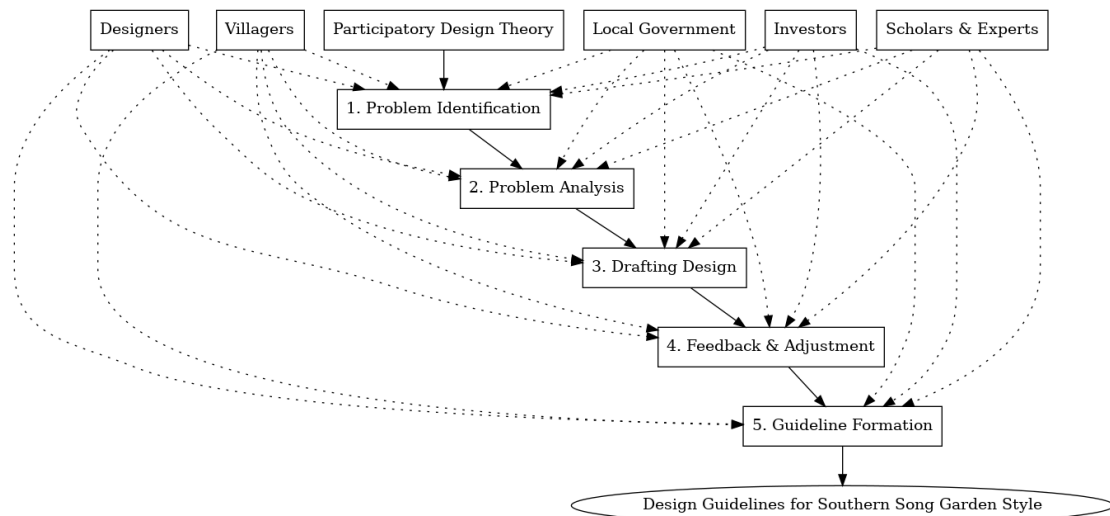 Designers
Villagers
Participatory Design Theory
Local Government
Investors
Scholars & Experts
1. Problem Identification
2. Problem Analysis
3. Drafting Design
4. Feedback & Adjustment
5. Guideline Formation
Design Guidelines for Southern Song Garden Style